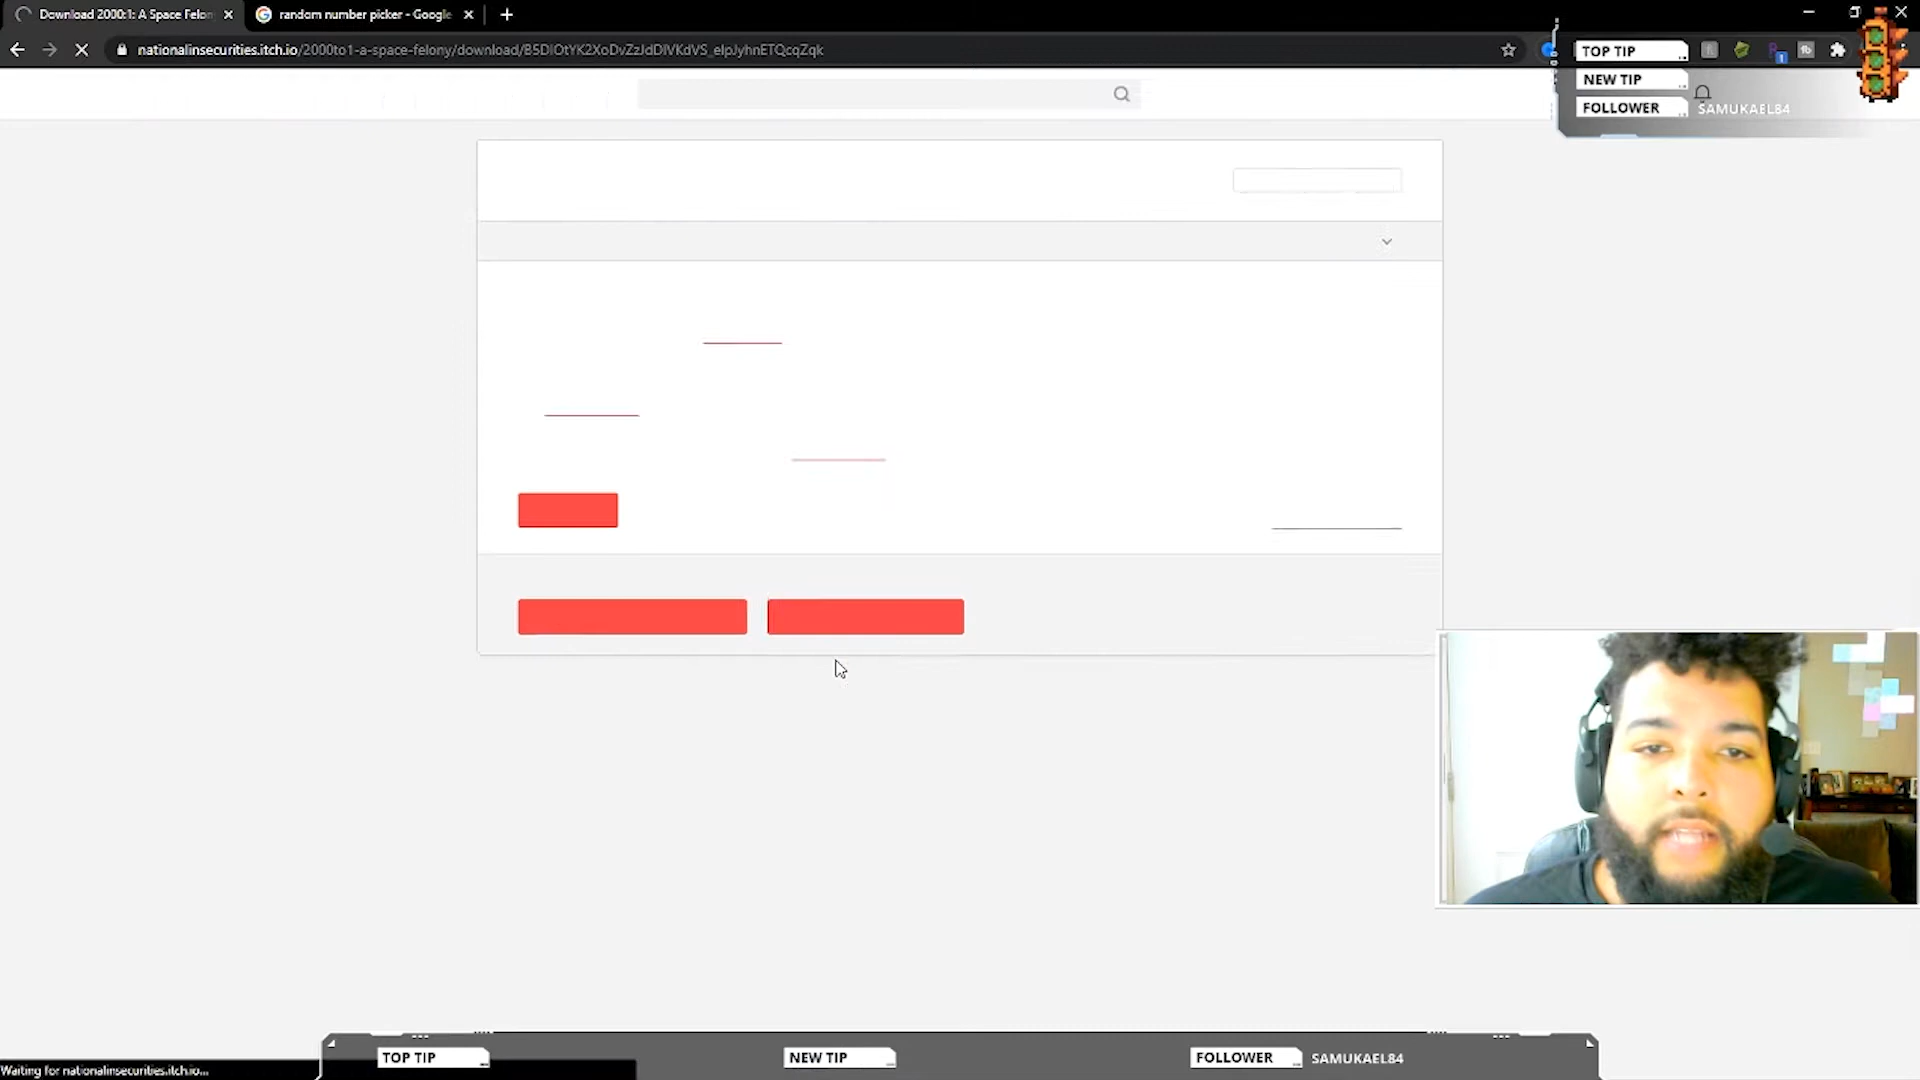 Download 2000:1: A Space Felon
random number picker - Google
nationalinsecurities.itch.io/2000to1-a-space-felony/download/
TOP TIP
NEW TIP
FOLLOWER SAMUKAEL84
Waiting for nationalinsecurities.itch.io...
TOP TIP
NEW TIP
FOLLOWER SAMUKAEL84